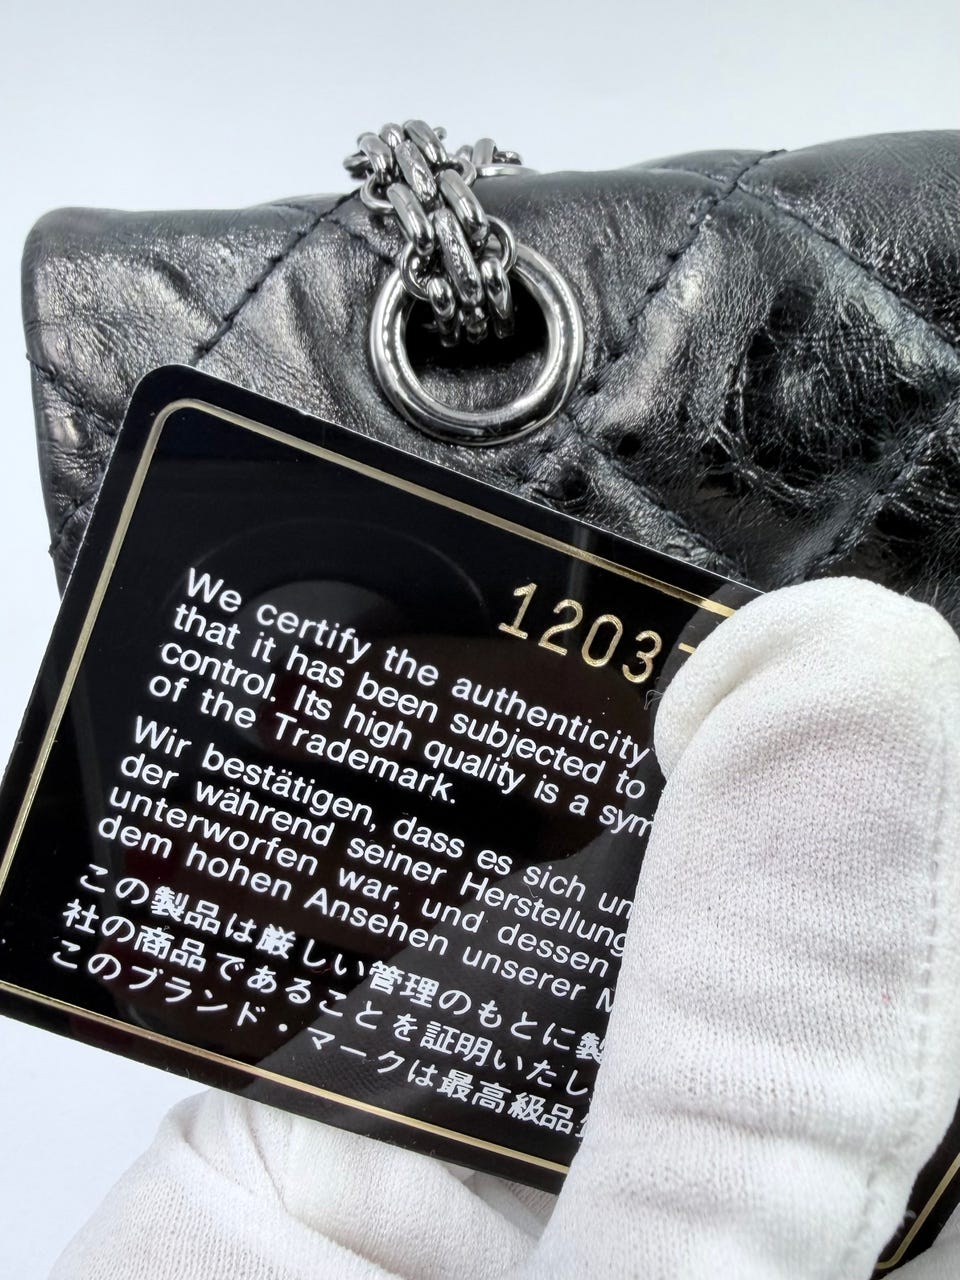 1203
We certify the authenticity
that it has been subjected to
control. Its high quality is a sym
of the Trademark.
Wir bestätigen, dass es sich un
der während seiner Herstellung
unterworfen war, und dessen
dem hohen Ansehen unserer M
この製品は厳しい管理のもとに製
社の商品であることを証明いたし
このブランド・マークは最高級品